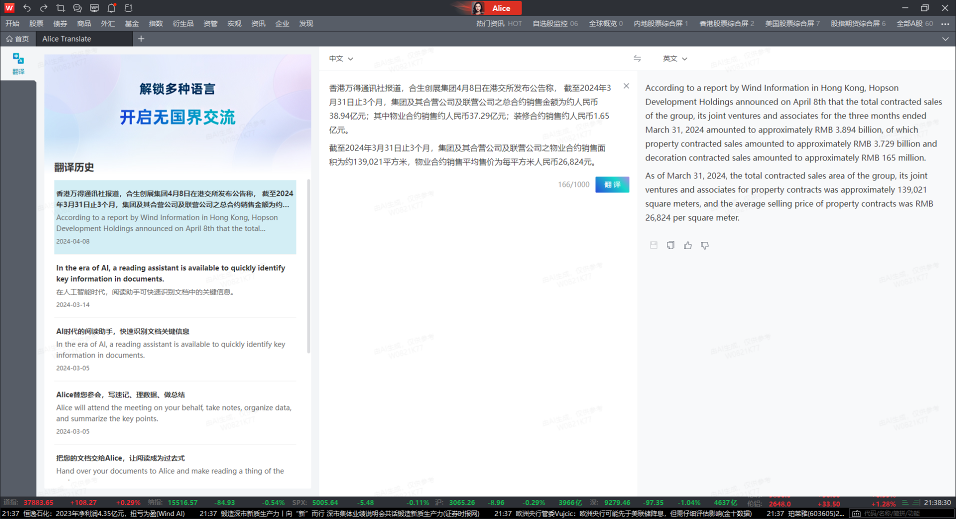 W
Alice
开始 股票 债券 商品 外汇 基金 指数 衍生品 资管 宏观 资讯 企业 发现 热门资讯 HOT 自选股监控 06 全球概览 0 内地股票综合屏 1 香港股票综合屏 2 美国股票综合屏 7 股指期货综合屏 6 全部A股 60
首页 Alice Translate +
翻译
解锁多种语言
开启无国界交流
翻译历史
香港万得通讯社报道，合生创展集团4月8日在港交所发布公告称， 截至2024
年3月31日止3个月，集团及其合营公司及联营公司之总合约销售金额为约...
According to a report by Wind Information in Hong Kong, Hopson
Development Holdings announced on April 8th that the total...
2024-04-08
In the era of AI, a reading assistant is available to quickly identify
key information in documents.
在人工智能时代，阅读助手可快速识别文档中的关键信息。
2024-03-14
AI时代的阅读助手，快速识别文档关键信息
In the era of AI, a reading assistant is available to quickly identify key
information in documents.
2024-03-05
Alice替您参会，写速记、理数据、做总结
Alice will attend the meeting on your behalf, take notes, organize data,
and summarize the key points.
2024-03-05
把您的文档交给Alice，让阅读成为过去式
Hand over your documents to Alice and make reading a thing of the
中文
香港万得通讯社报道，合生创展集团4月8日在港交所发布公告称， 截至2024年3
月31日止3个月，集团及其合营公司及联营公司之总合约销售金额为约人民币
38.94亿元；其中物业合约销售约人民币37.29亿元；装修合约销售约人民币1.65
亿元。
截至2024年3月31日止3个月，集团及其合营公司及联营公司之物业合约销售面
积为约139,021平方米，物业合约销售平均售价为每平方米人民币26,824元。
166/1000 翻 译
英文
According to a report by Wind Information in Hong Kong, Hopson
Development Holdings announced on April 8th that the total contracted sales
of the group, its joint ventures and associates for the three months ended
March 31, 2024 amounted to approximately RMB 3.894 billion, of which
property contracted sales amounted to approximately RMB 3.729 billion and
decoration contracted sales amounted to approximately RMB 165 million.
As of March 31, 2024, the total contracted sales area of the group, its joint
ventures and associates for property contracts was approximately 139,021
square meters, and the average selling price of property contracts was RMB
26,824 per square meter.
37883.65 +108.27 +0.29% 15516.57 -84.93 -0.54% SPX: 5005.64 -5.48 -0.11% 沪: 3065.26 -8.96 -0.29% 3966亿 深: 9279.46 -97.35 -1.04% 4637亿 2648.0 +33.50 +1.28% 21:38:30
21:37 恒逸石化：2023年净利润4.35亿元，扭亏为盈(Wind AI) 21:37 锻造深市新质生产力丨向“新”而行 深市集体业绩说明会共话锻造新质生产力(证券时报网) 21:37 欧洲央行管委Vujcic：欧洲央行可能先于美联储降息，但需仔细评估影响(金十数据) 21:37 珀莱雅(603605)2... 代码/名称/简拼/功能